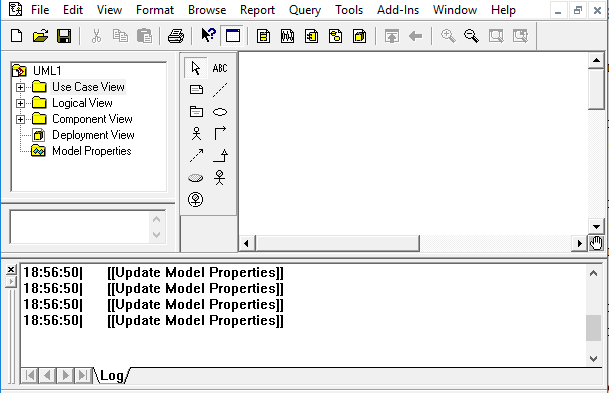 File Edit View Format Browse Report Query Tools Add-Ins Window Help
ABC
UML1
Use Case View
Logical View
Component View
Deployment View
Model Properties
18:56:50| [[Update Model Properties]]
18:56:50| [[Update Model Properties]]
18:56:50| [[Update Model Properties]]
18:56:50| [[Update Model Properties]]
Log